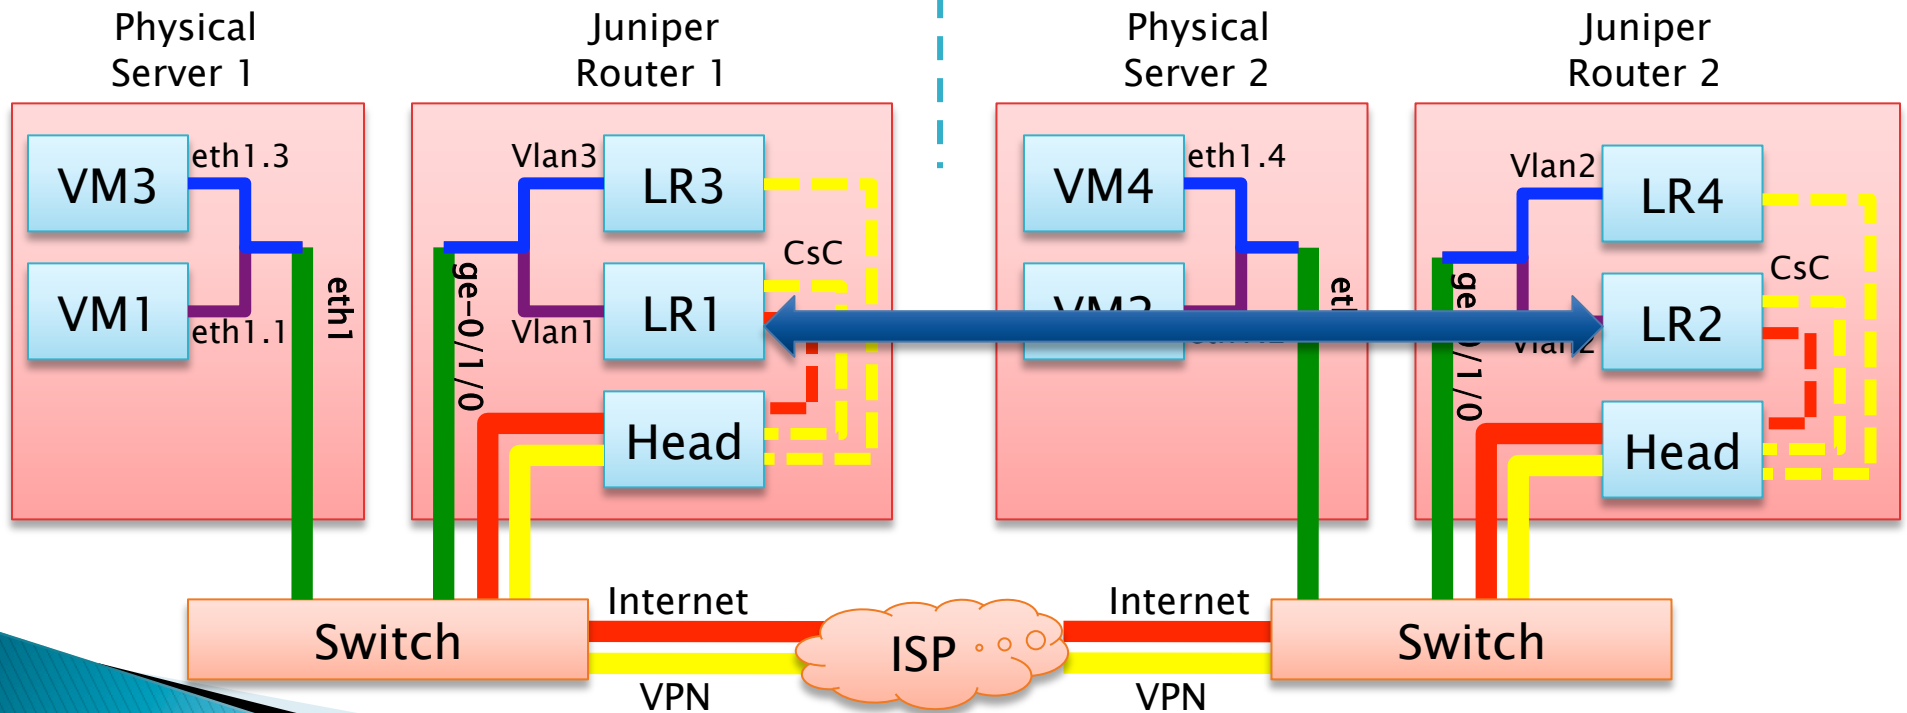 Physical
Server 1
Juniper
Router 1
Physical
Server 2
Juniper
Router 2
VM3
eth1.3
VM1
eth1.1
eth1
Vlan3
LR3
CsC
Vlan1
LR1
ge-0/1/0
Head
VM4
eth1.4
Vlan2
LR4
CsC
LR2
Vlan2
Head
Switch
Internet
VPN
ISP
Internet
VPN
Switch